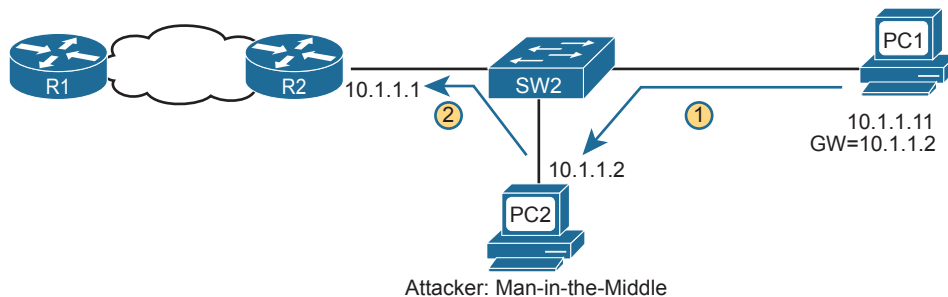 R1
R2
10.1.1.1
SW2
PC1
2
1
10.1.1.11
GW=10.1.1.2
10.1.1.2
PC2
Attacker: Man-in-the-Middle